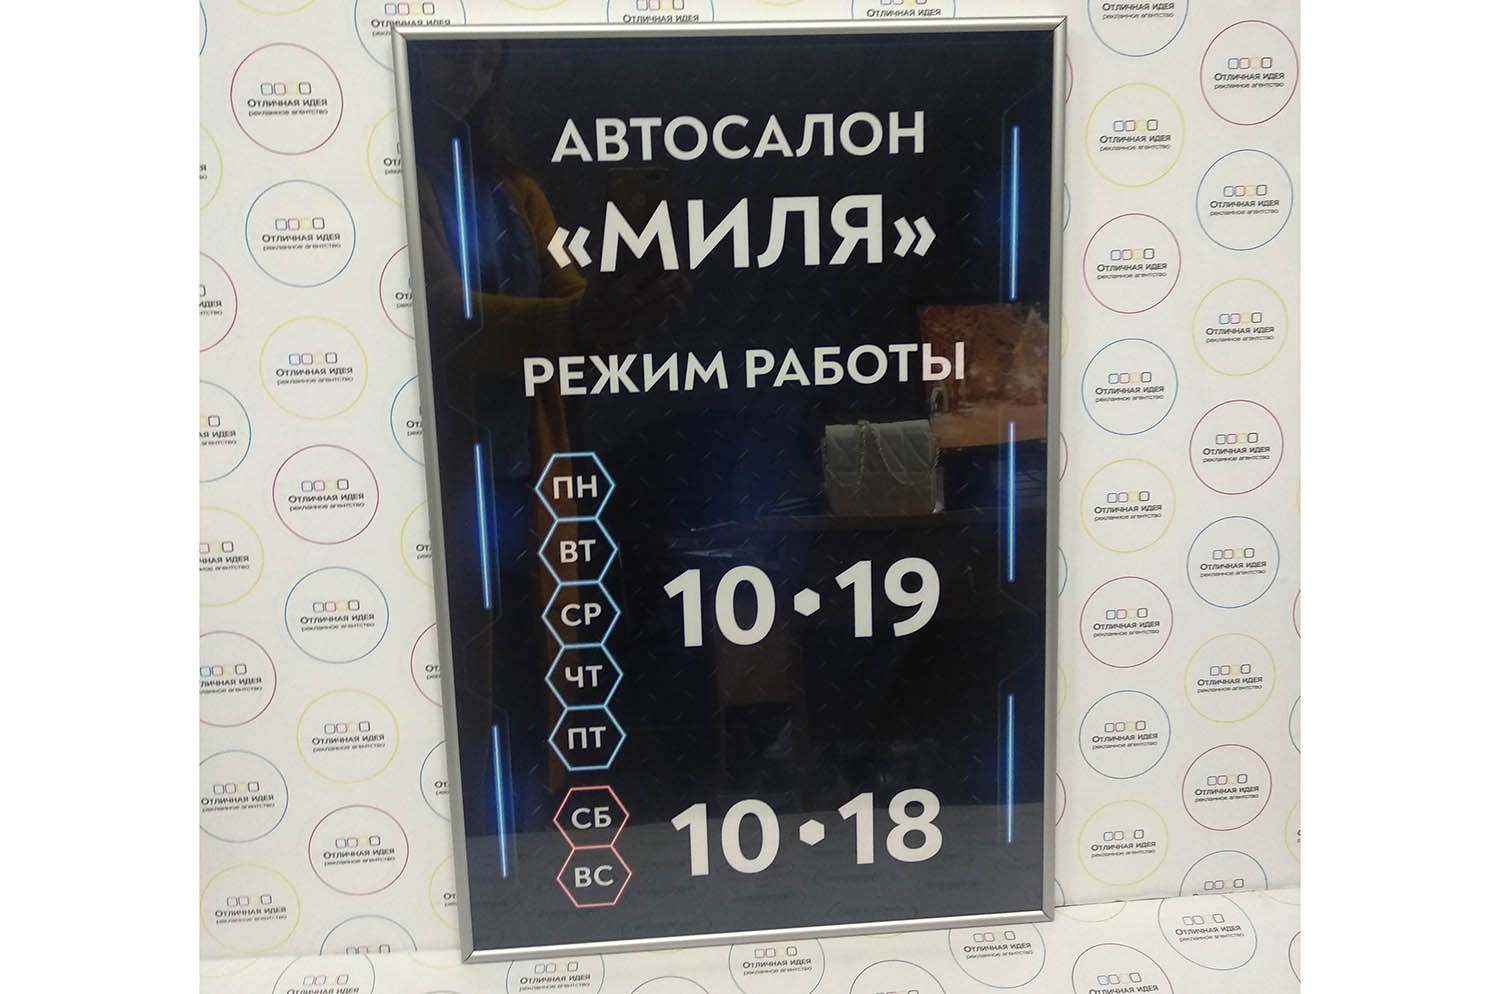 АВТОСАЛОН
«МИЛЯ»
РЕЖИМ РАБОТЫ
ПН
ВТ
СР
ЧТ
ПТ
10 19
СБ
ВС
10 18
ОТЛИЧНАЯ ИДЕЯ
рекламное агентство